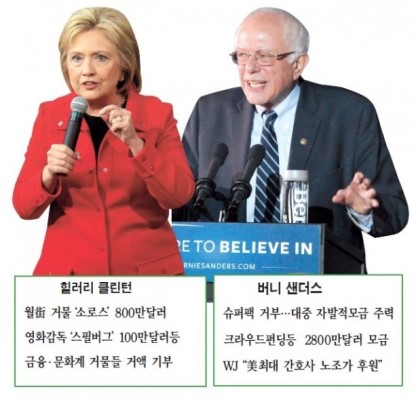 RE TO BELIEVE IN
RNIESANDERS.COM
Be
힐러리 클린턴
월街 거물 ‘소로스’ 800만달러
영화감독 ‘스필버그’ 100만달러등
금융·문화계 거물들 거액 기부
버니 샌더스
슈퍼팩 거부…대중 자발적모금 주력
크라우드펀딩등 2800만달러 모금
WJ “美최대 간호사 노조가 후원”